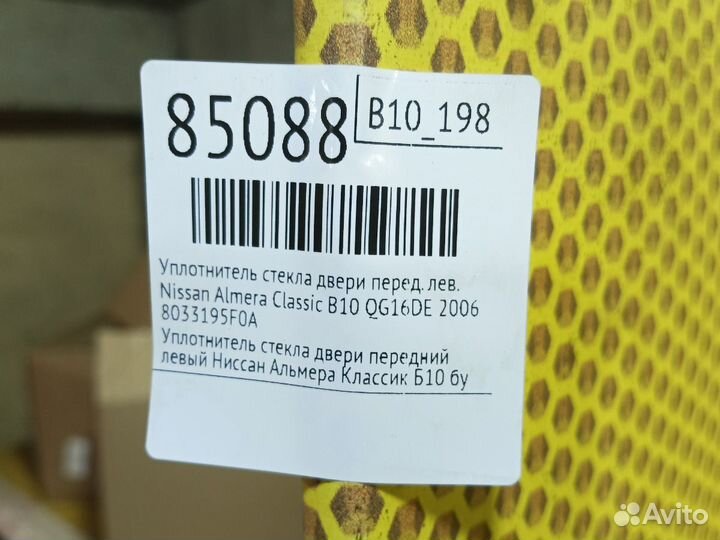 85088
B10_198
Уплотнитель стекла двери перед. лев.
Nissan Almera Classic B10 QG16DE 2006
8033195F0A
Уплотнитель стекла двери передний
левый Ниссан Альмера Классик Б10 бу
Avito